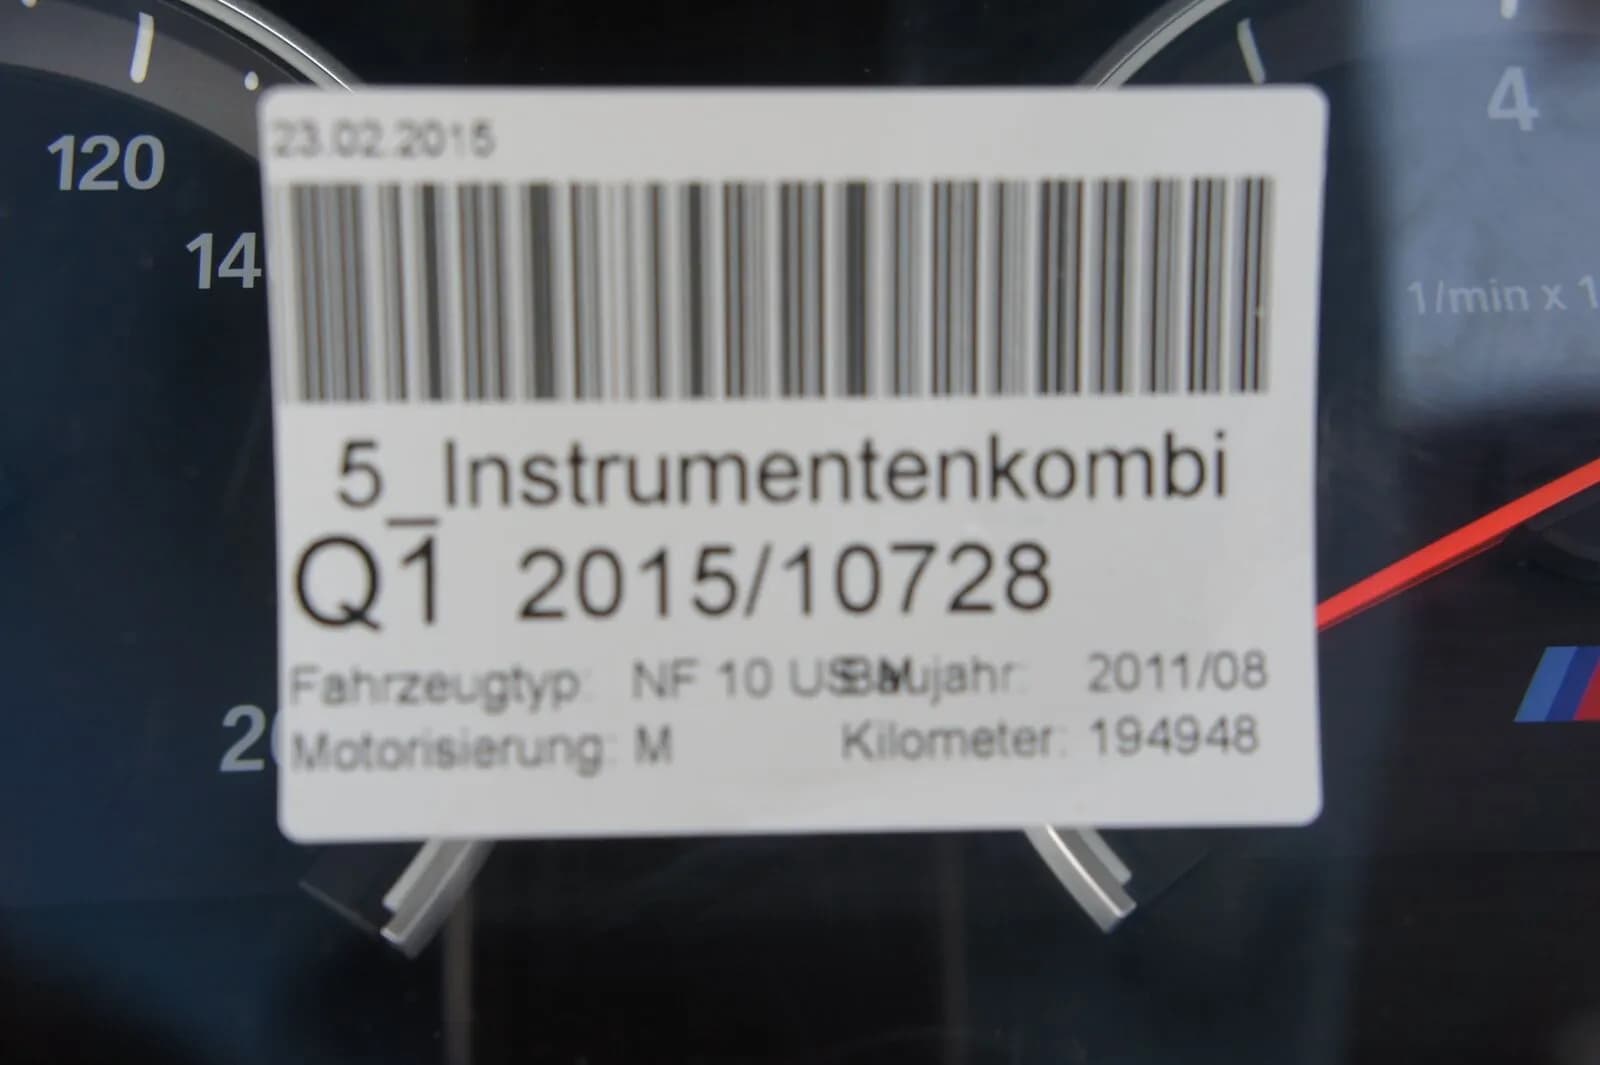 120
4
23.02.2015
14
1/min x 1
5_Instrumentenkombi
Q1 2015/10728
Fahrzeugtyp: NF 10 Baujahr: 2011/08
Motorisierung: M Kilometer: 194948
20